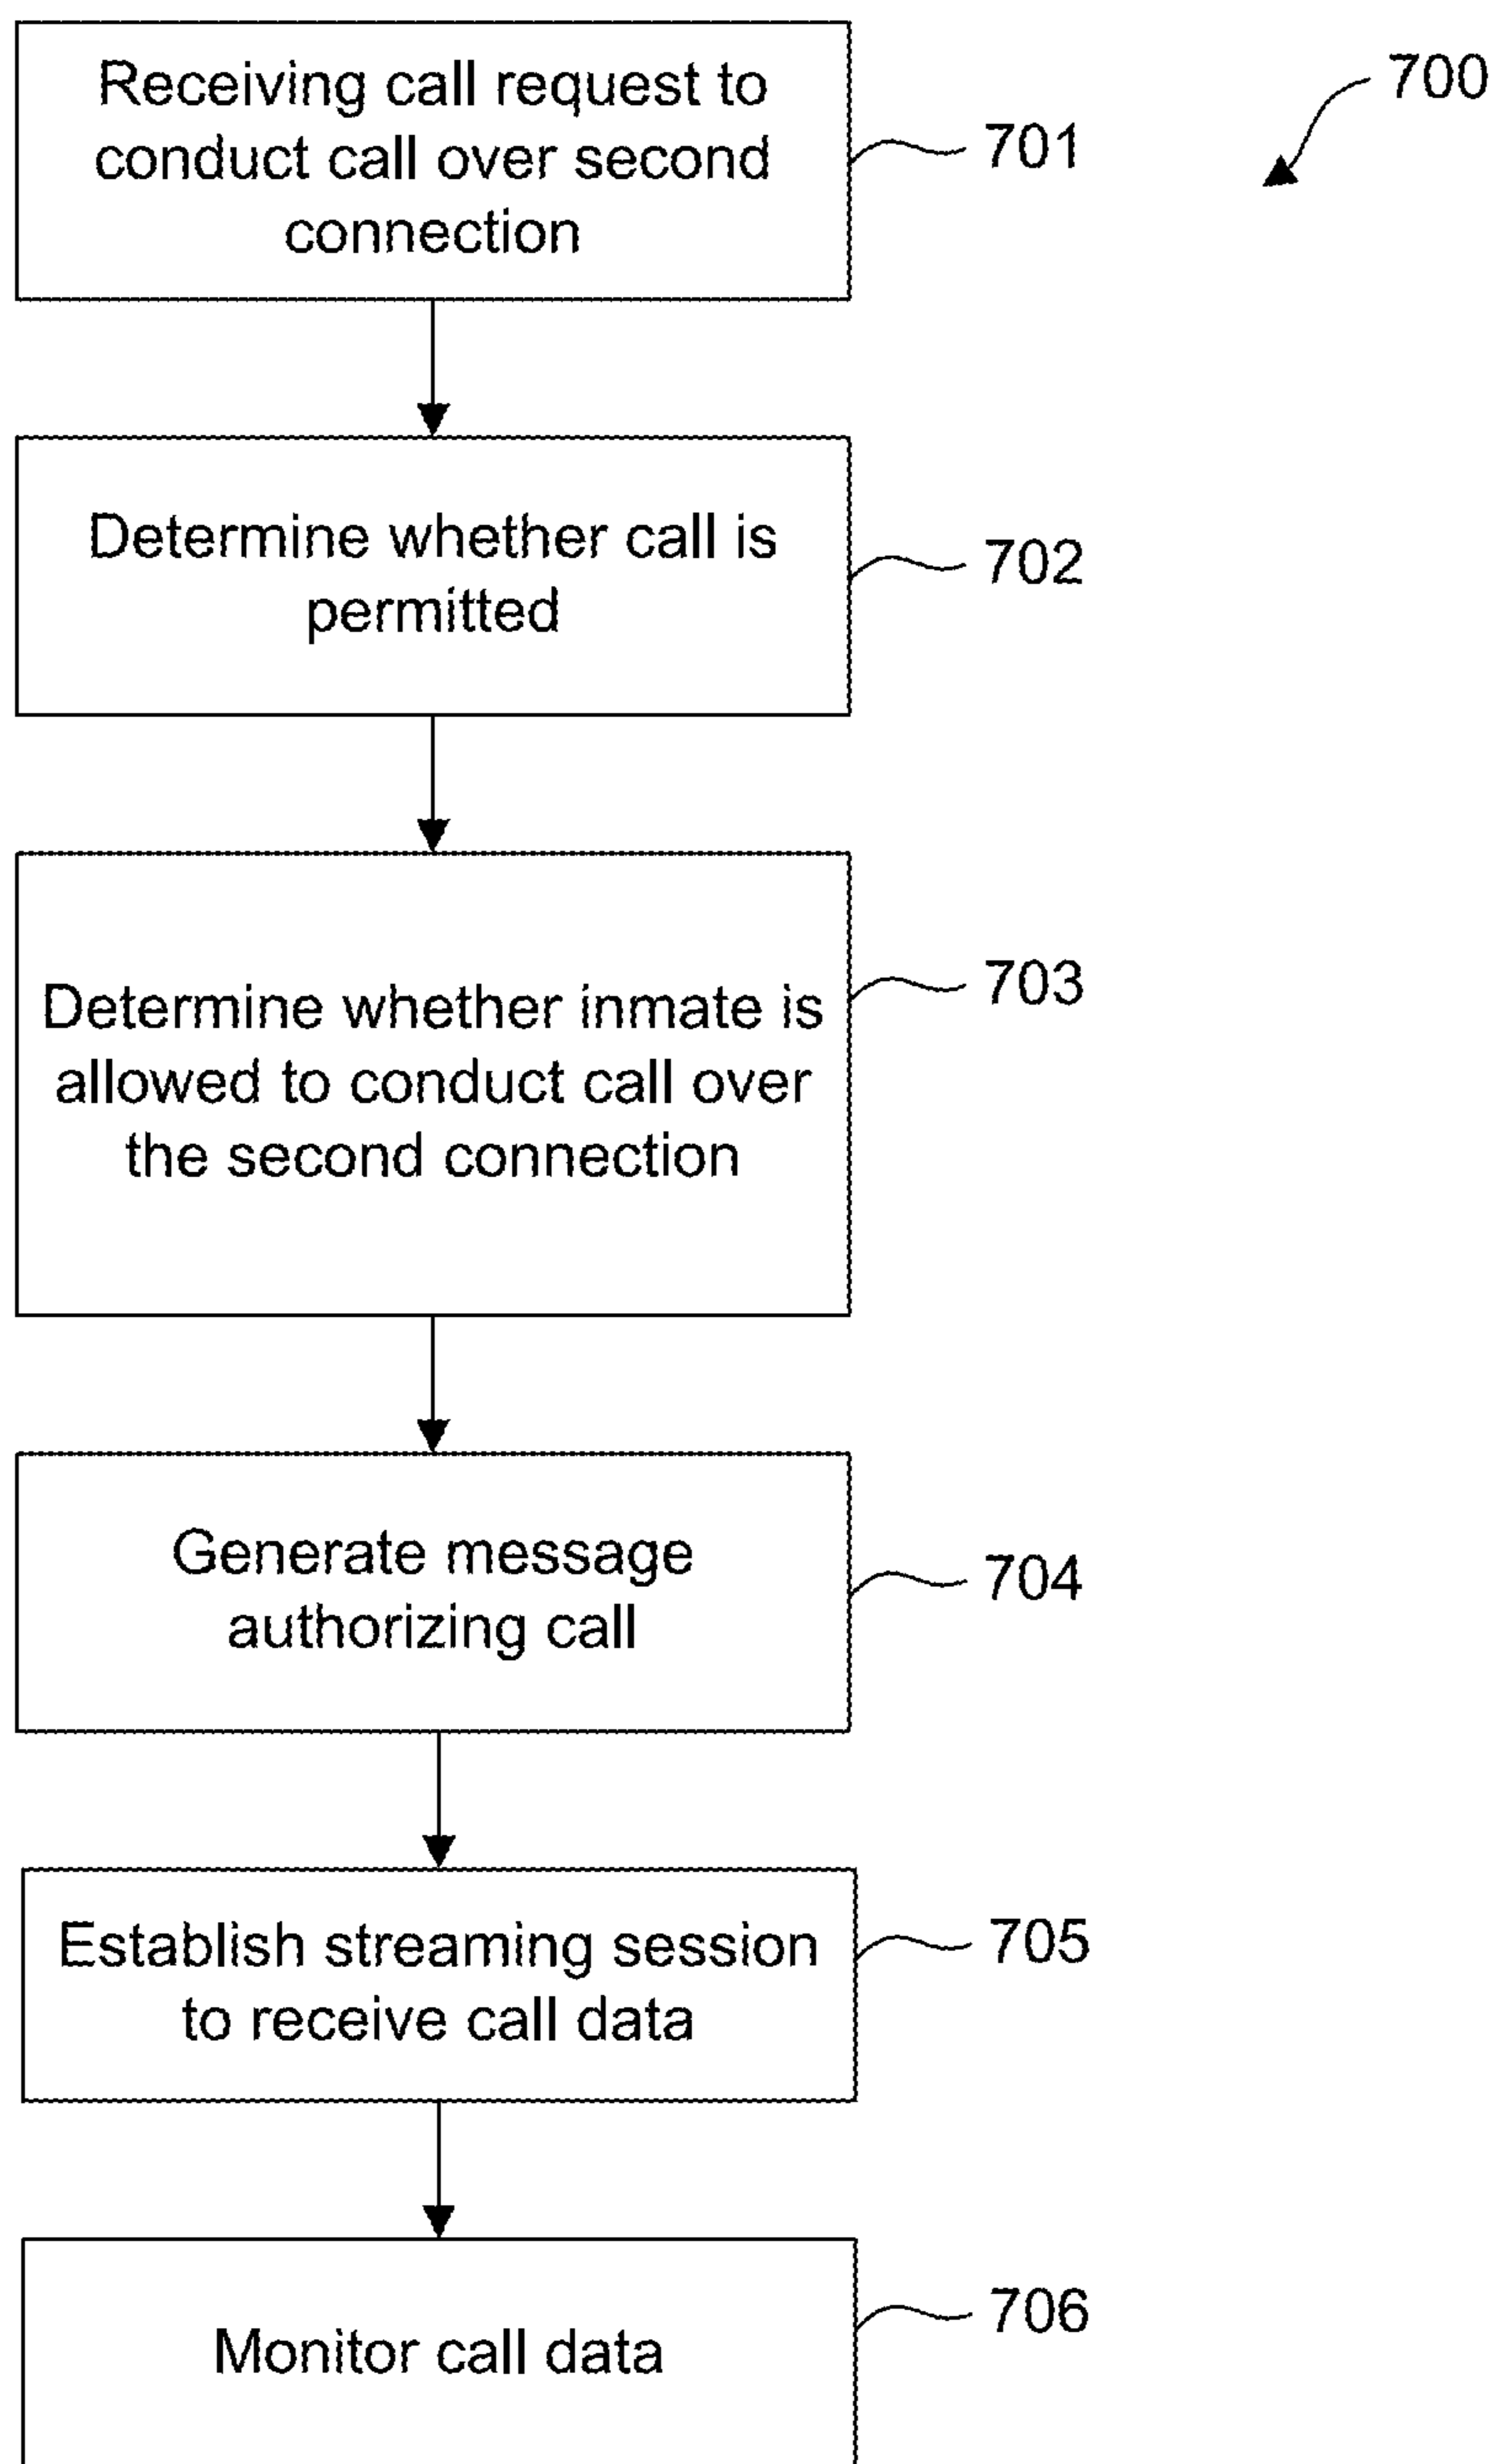 700
Receiving call request to
conduct call over second
connection
701
Determine whether call is
permitted
702
Determine whether inmate is
allowed to conduct call over
the second connection
703
Generate message
authorizing call
704
Establish streaming session
to receive call data
705
Monitor call data
706